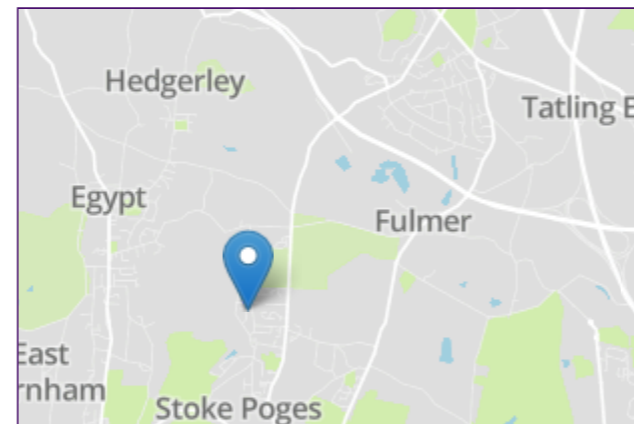 Hedgerley
Tatling E
Egypt
Fulmer
East
rnham
Stoke Poges